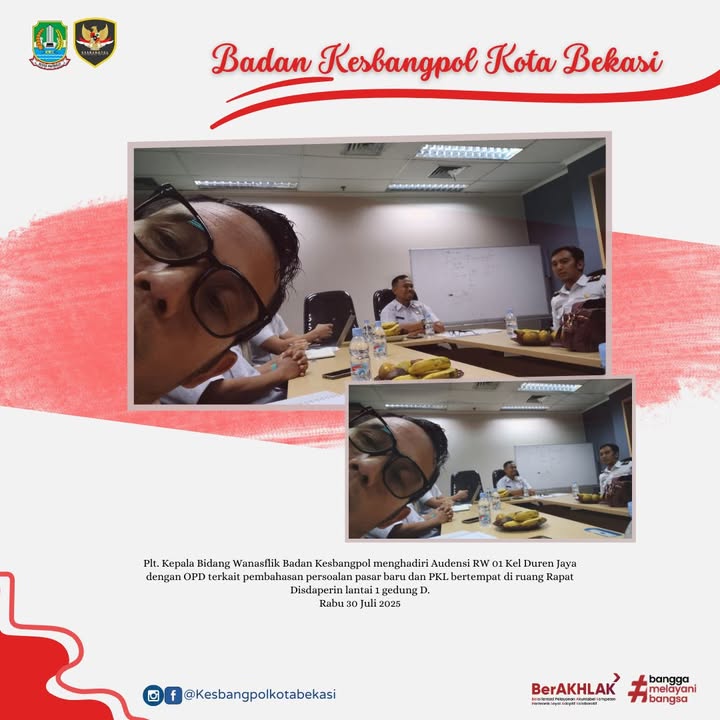 Badan Kesbangpol Kota Bekasi
Plt. Kepala Bidang Wanasflik Badan Kesbangpol menghadiri Audensi RW 01 Kel Duren Jaya
dengan OPD terkait pembahasan persoalan pasar baru dan PKL bertempat di ruang Rapat
Disdaperin lantai 1 gedung D.
Rabu 30 Juli 2025
@Kesbangpolkotabekasi
BerAKHLAK
#bangga
melayani
bangsa